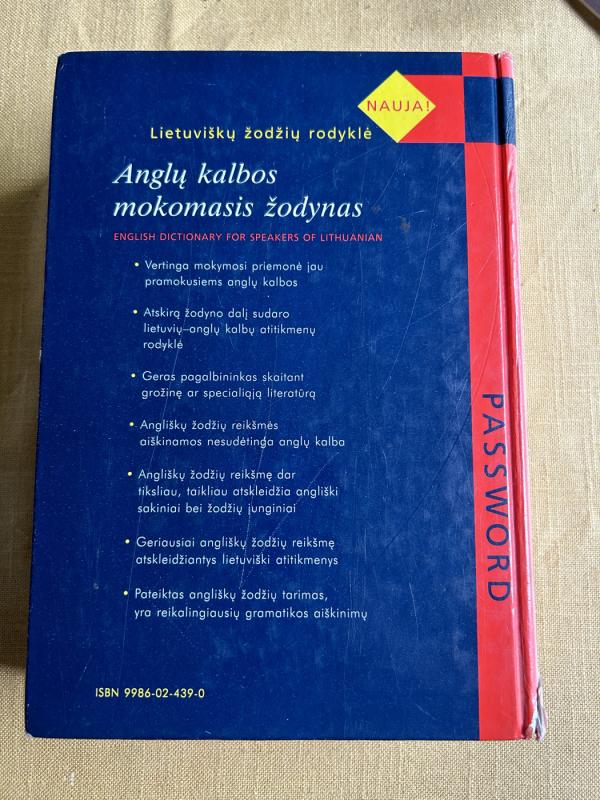 NAUJA!
Lietuviškų žodžių rodyklė
Anglų kalbos
mokomasis žodynas
ENGLISH DICTIONARY FOR SPEAKERS OF LITHUANIAN
• Vertinga mokymosi priemonė jau
pramokusiems anglų kalbos
• Atskirą žodyno dalį sudaro
lietuvių–anglų kalbų atitikmenų
rodyklė
• Geras pagalbininkas skaitant
grožinę ar specialiąją literatūrą
• Angliškų žodžių reikšmės
aiškinamos nesudėtinga anglų kalba
• Angliškų žodžių reikšmę dar
tiksliau, taikliau atskleidžia angliški
sakiniai bei žodžių junginiai
• Geriausiai angliškų žodžių reikšmę
atskleidžiantys lietuviški atitikmenys
• Pateiktas angliškų žodžių tarimas,
yra reikalingiausių gramatikos aiškinimų
ISBN 9986-02-439-0
PASSWORD